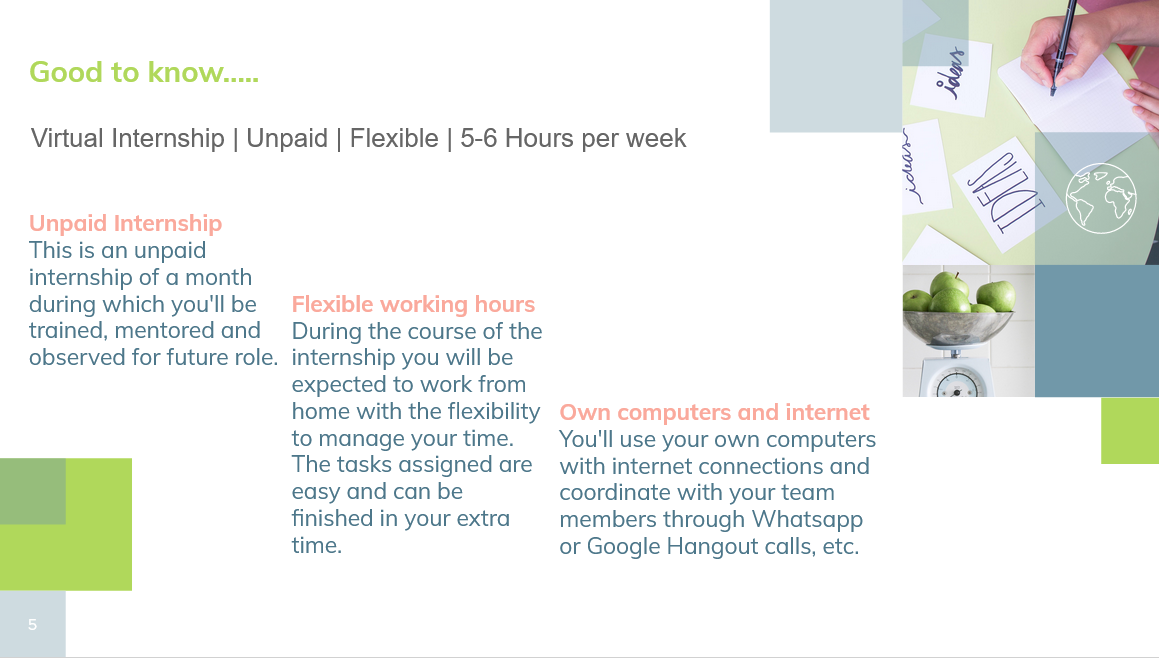 Good to know.....
Virtual Internship | Unpaid | Flexible | 5-6 Hours per week
Unpaid Internship
This is an unpaid
internship of a month
during which you'll be
trained, mentored and
observed for future role.
Flexible working hours
During the course of the
internship you will be
expected to work from
home with the flexibility
to manage your time.
The tasks assigned are
easy and can be
finished in your extra
time.
Own computers and internet
You'll use your own computers
with internet connections and
coordinate with your team
members through Whatsapp
or Google Hangout calls, etc.
ideas
ideas
IDEAS
5